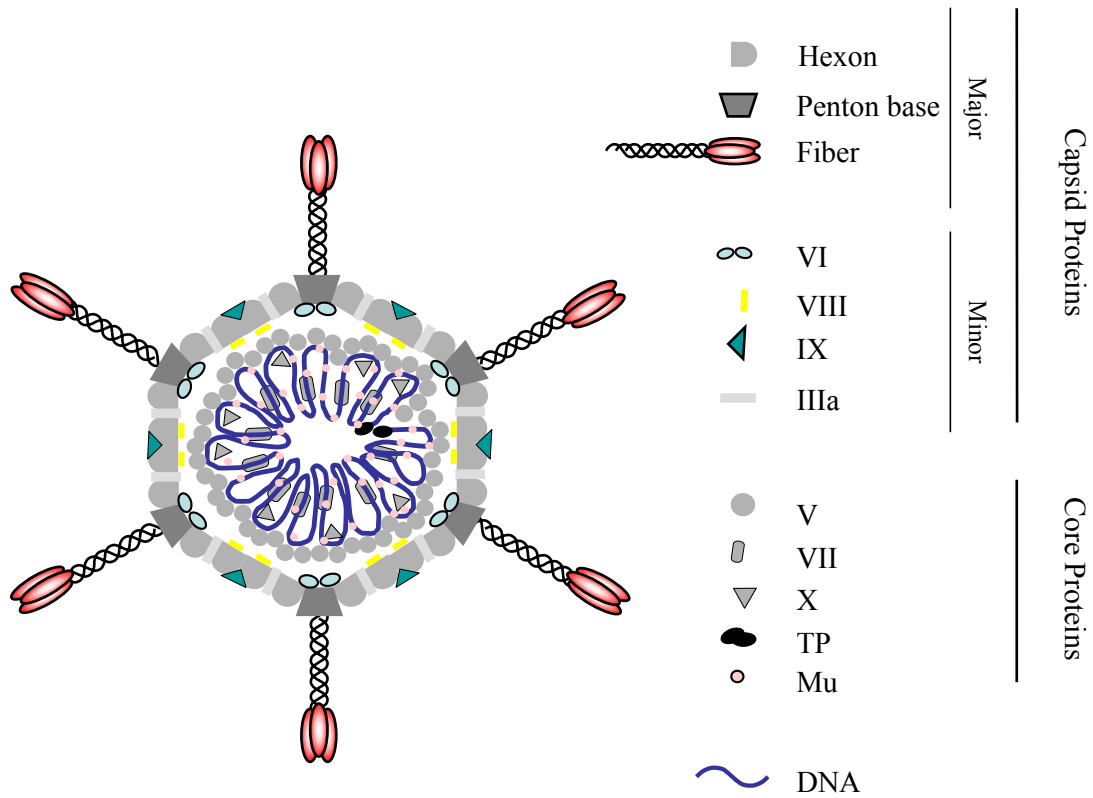 Hexon
Penton base
Fiber
Major
VI
VIII
IX
IIIa
Minor
Capsid Proteins
V
VII
X
TP
Mu
Core Proteins
DNA